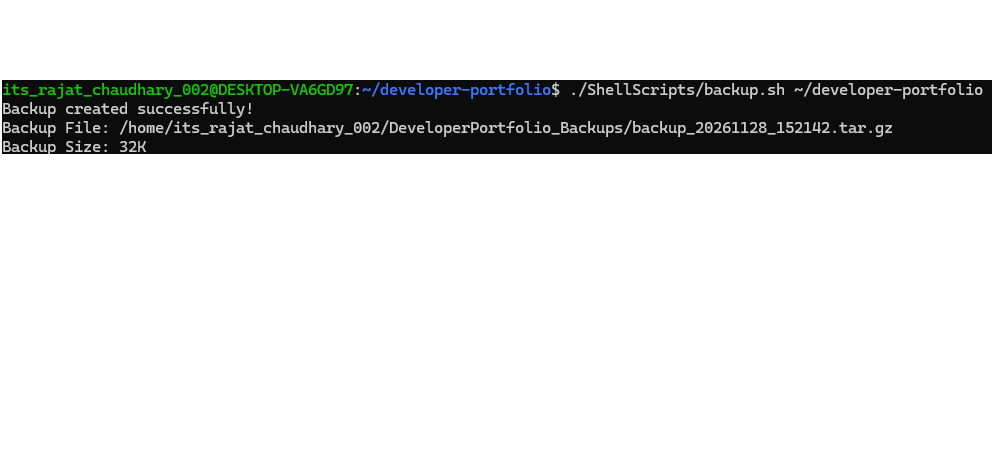 its_rajat_chaudhary_002@DESKTOP-VA6GD97:~/developer-portfolio$ ./ShellScripts/backup.sh ~/developer-portfolio
Backup created successfully!
Backup File: /home/its_rajat_chaudhary_002/DeveloperPortfolio_Backups/backup_20261128_152142.tar.gz
Backup Size: 32K